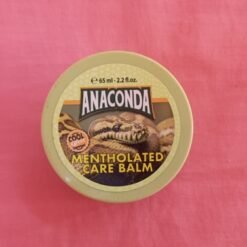 ℮ 65 ml - 2.2 fl.oz.
ANACONDA
COOL
MENTHOLATED
CARE BALM